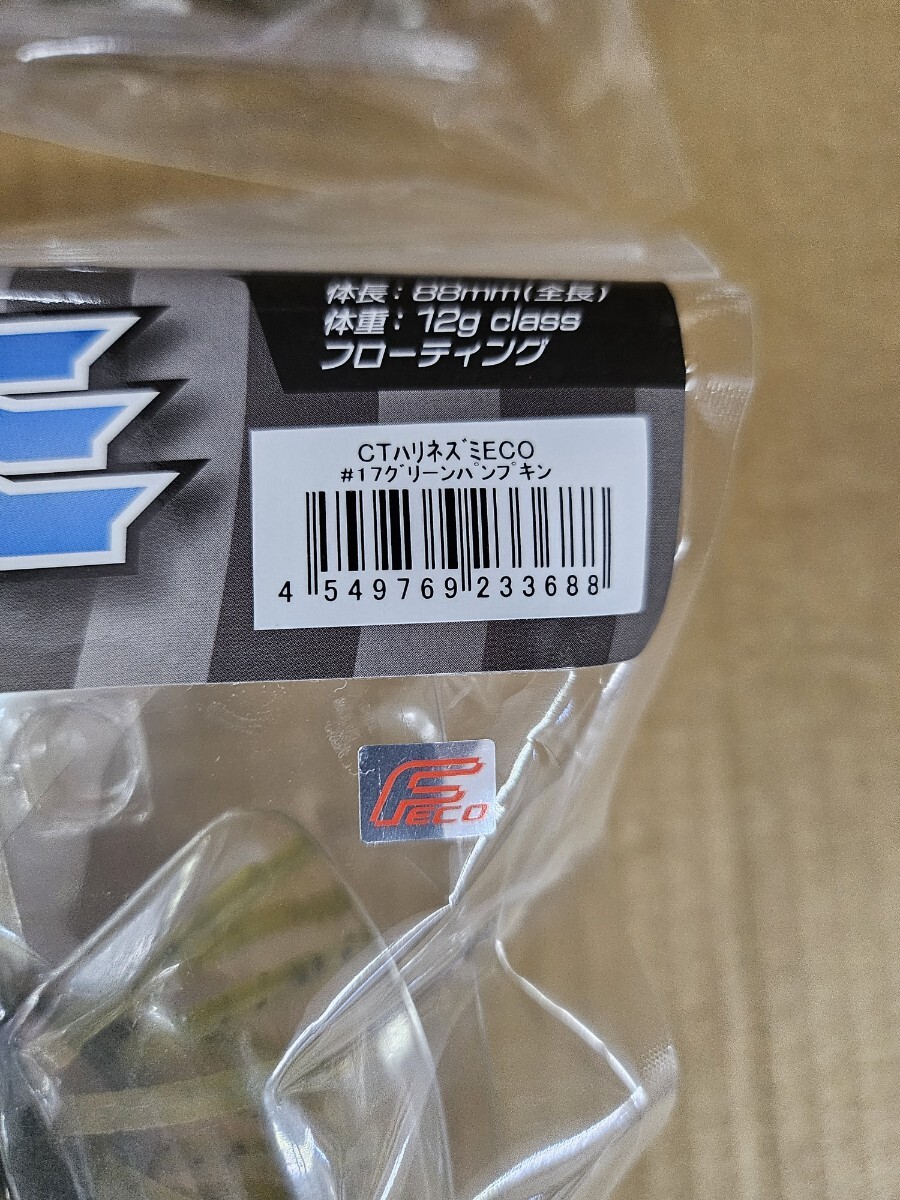 体長：88mm(全長)
体重：12g class
フローティング
CTﾊﾘﾈｽﾞﾐECO
#17ｸﾞﾘｰﾝﾊﾟﾝﾌﾟｷﾝ
4 549769 233688
FECO